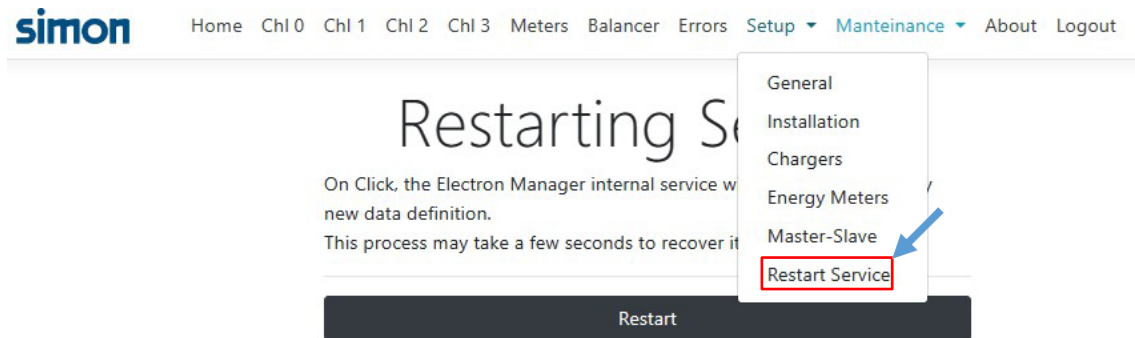 simon Home Chl 0 Chl 1 Chl 2 Chl 3 Meters Balancer Errors Setup Manteinance About Logout
General
Installation
Chargers
Energy Meters
Master-Slave
Restart Service
Restarting
On Click, the Electron Manager internal service
new data definition.
This process may take a few seconds to recover
Restart